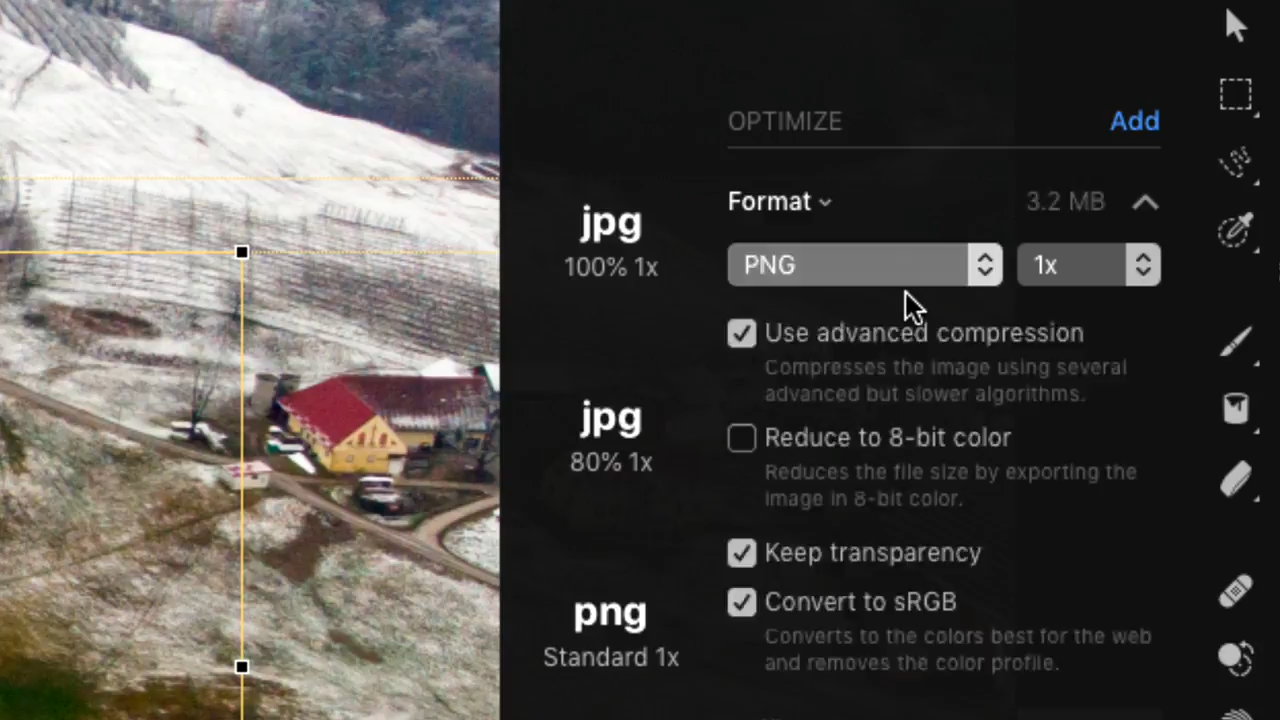 OPTIMIZE Add
Format 3.2 MB
jpg
100% 1x
PNG 1x
Use advanced compression
Compresses the image using several
advanced but slower algorithms.
jpg
80% 1x
Reduce to 8-bit color
Reduces the file size by exporting the
image in 8-bit color.
Keep transparency
png
Standard 1x
Convert to sRGB
Converts to the colors best for the web
and removes the color profile.